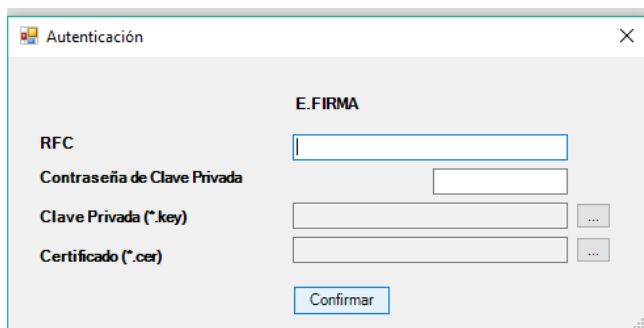 Autenticación
E.FIRMA
RFC
Contraseña de Clave Privada
Clave Privada (*.key)
...
Certificado (*.cer)
...
Confirmar